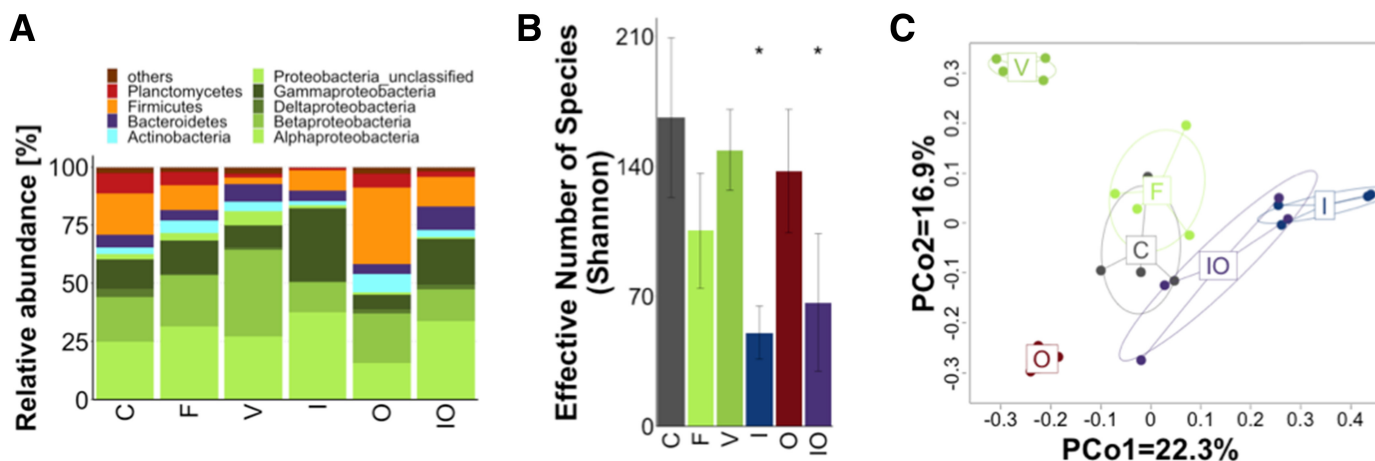 A
others
Planctomycetes
Firmicutes
Bacteroidetes
Actinobacteria
Proteobacteria_unclassified
Gammaproteobacteria
Deltaproteobacteria
Betaproteobacteria
Alphaproteobacteria
Relative abundance [%]
100
75
50
25
0
C
F
V
I
O
IO
B
Effective Number of Species
(Shannon)
210
140
70
0
* *
C
F
V
I
O
IO
C
PCo2=16.9%
0.3
0.2
0.1
0
-0.1
-0.2
-0.3
V
F
I
C
IO
O
-0.3 -0.2 -0.1 0 0.1 0.2 0.3 0.4
PCo1=22.3%